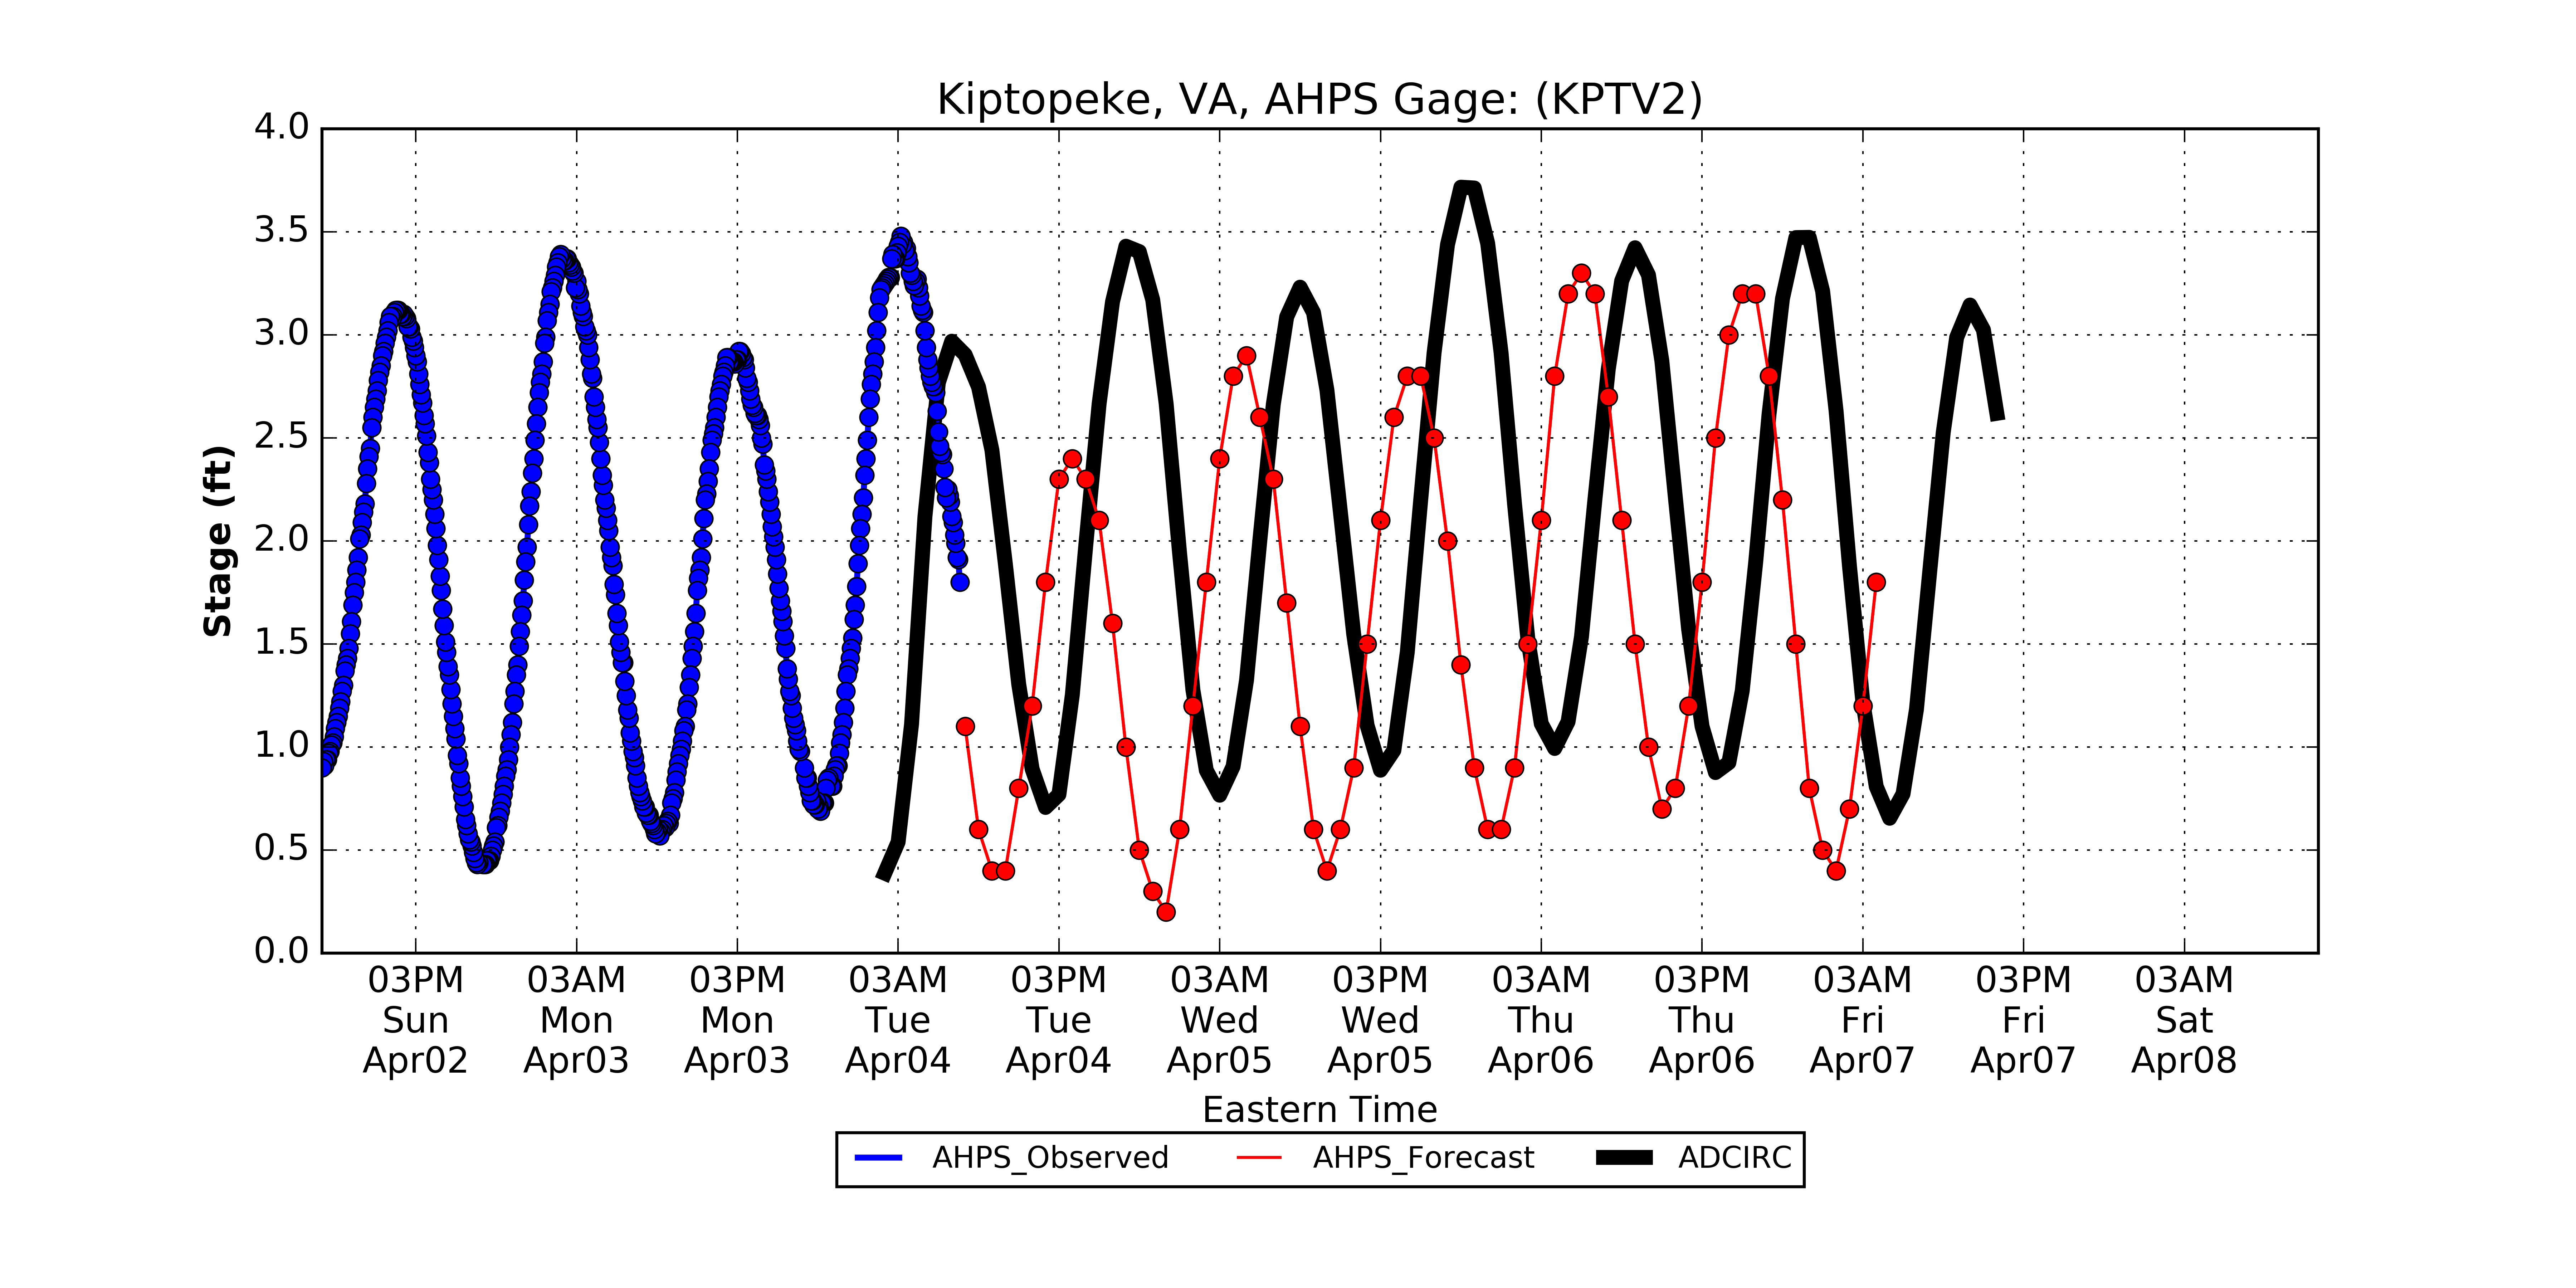 Kiptopeke, VA, AHPS Gage: (KPTV2)
4.0
3.5
3.0
2.5
2.0
1.5
1.0
0.5
0.0
Stage (ft)
03PM 03AM 03PM 03AM 03PM 03AM 03PM 03AM 03PM 03AM 03PM 03AM
Sun Mon Mon Tue Tue Wed Wed Thu Thu Fri Fri Sat
Apr02 Apr03 Apr03 Apr04 Apr04 Apr05 Apr05 Apr06 Apr06 Apr07 Apr07 Apr08
Eastern Time
AHPS_Observed AHPS_Forecast ADCIRC